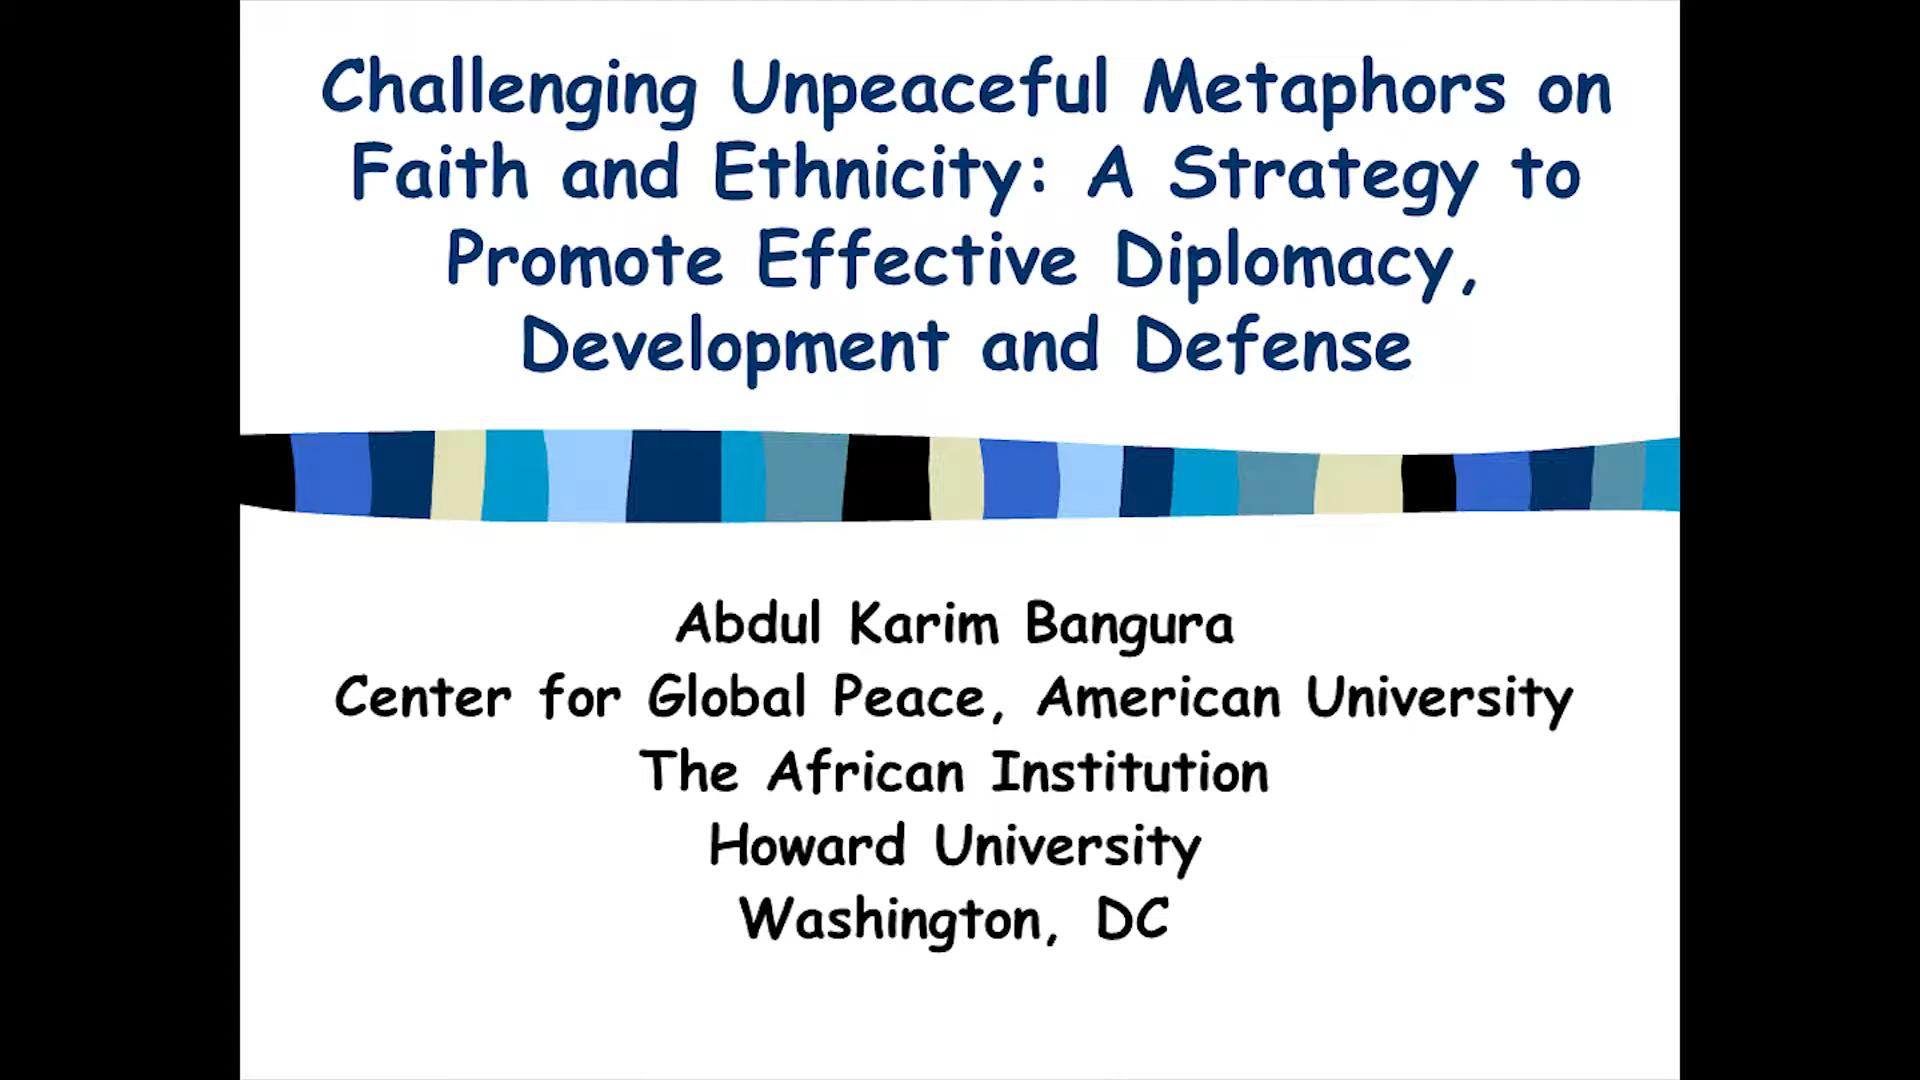 Challenging Unpeaceful Metaphors on
Faith and Ethnicity: A Strategy to
Promote Effective Diplomacy,
Development and Defense
Abdul Karim Bangura
Center for Global Peace, American University
The African Institution
Howard University
Washington, DC